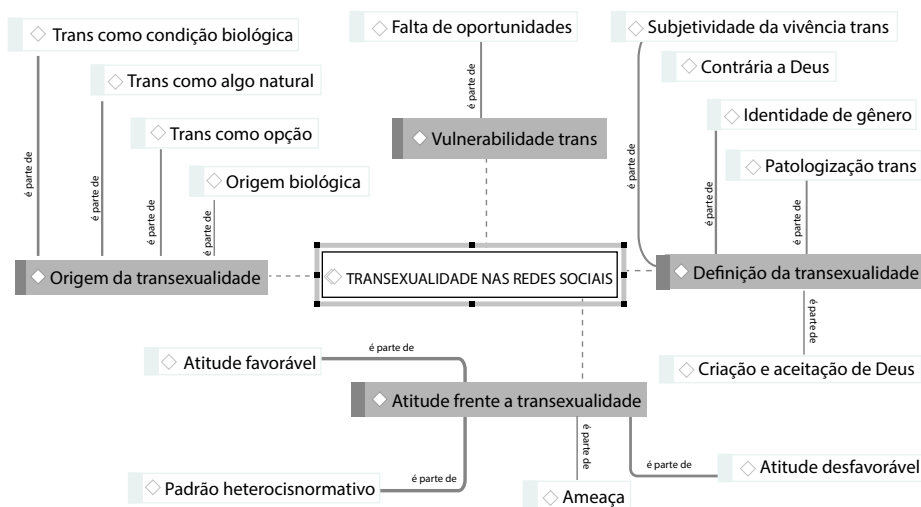 Trans como condição biológica
Falta de oportunidades
Subjetividade da vivência trans
Trans como algo natural
Contrária a Deus
Trans como opção
Identidade de gênero
Origem biológica
Vulnerabilidade trans
Patologização trans
é parte de
é parte de
é parte de
é parte de
é parte de
é parte de
é parte de
é parte de
Origem da transexualidade
TRANSEXUALIDADE NAS REDES SOCIAIS
Definição da transexualidade
é parte de
Criação e aceitação de Deus
Atitude favorável
é parte de
Atitude frente a transexualidade
é parte de
é parte de
é parte de
Padrão heterocisnormativo
Ameaça
Atitude desfavorável